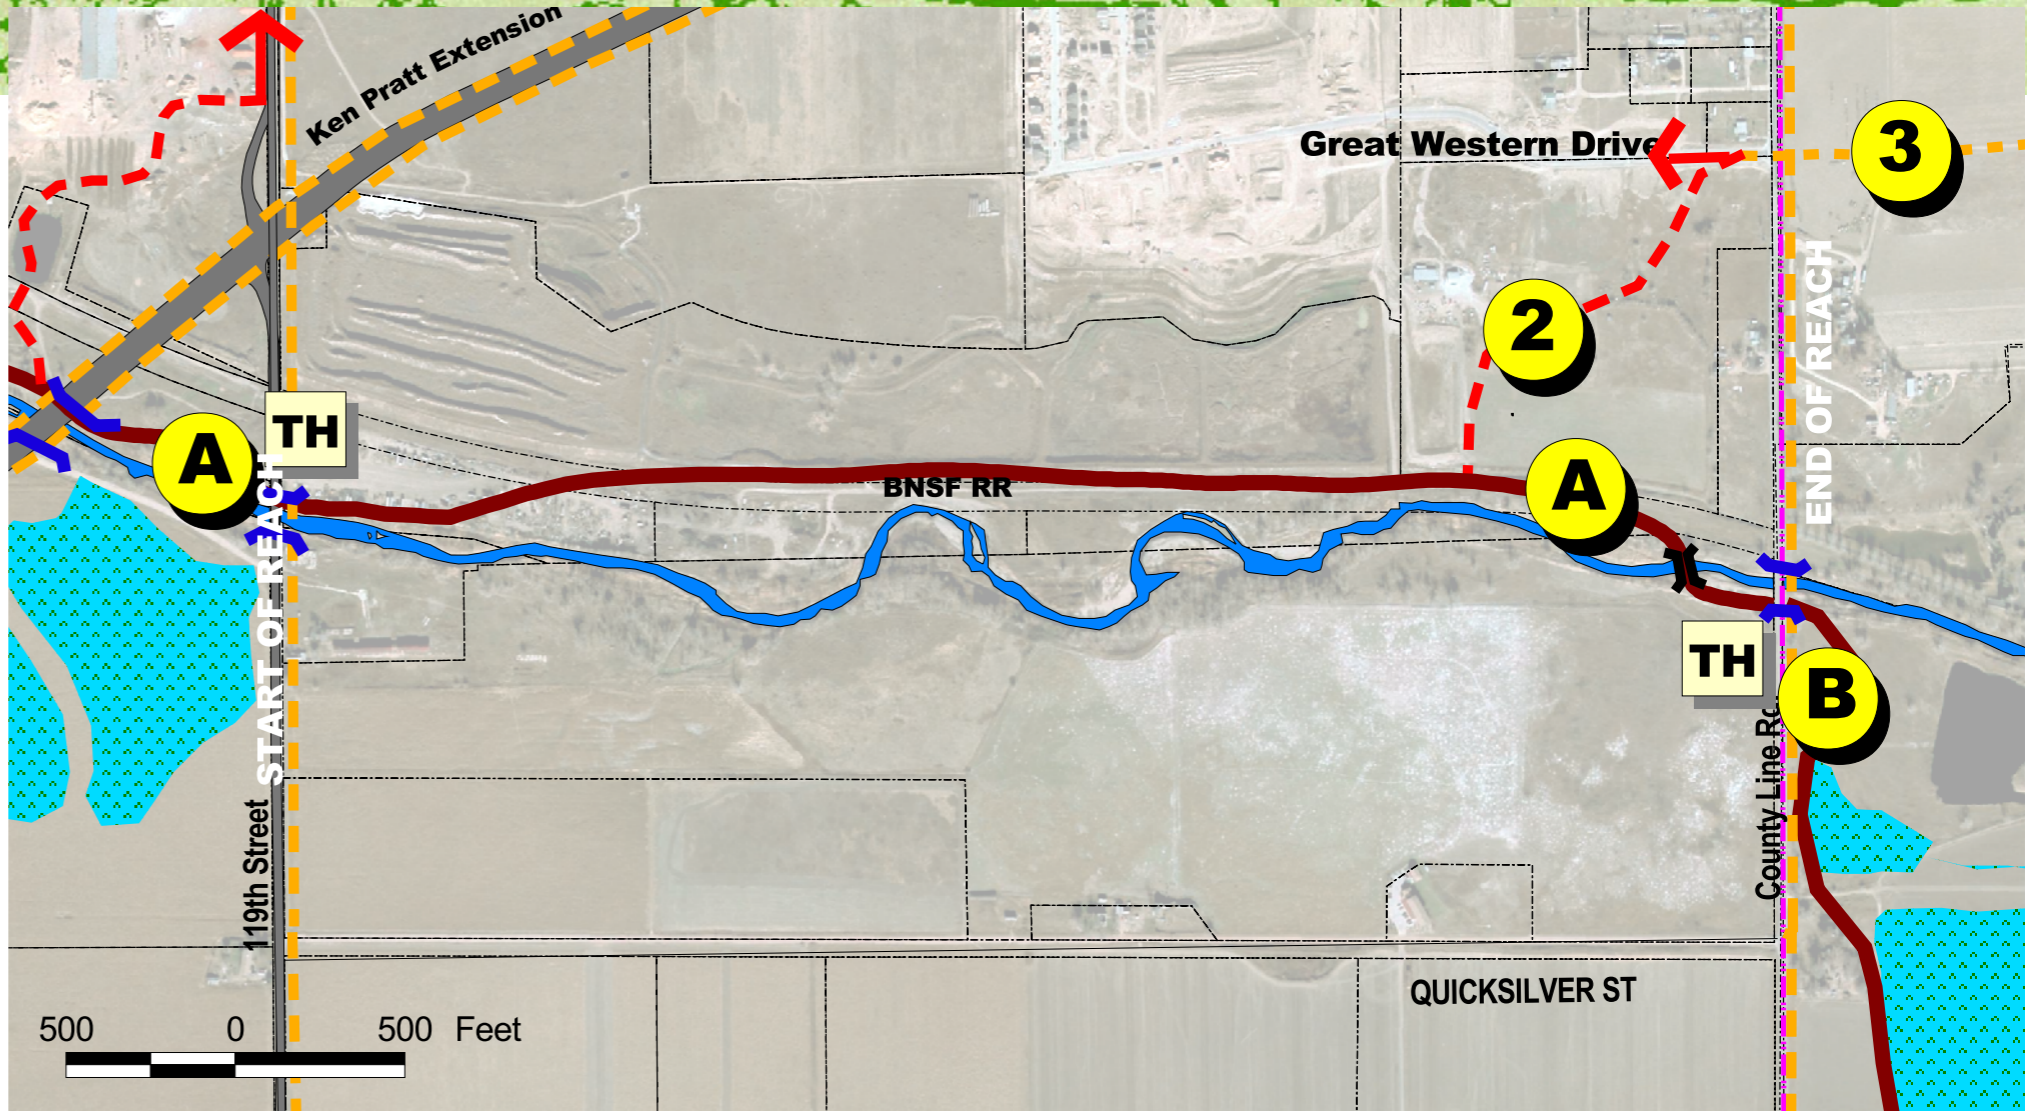 Ken Pratt Extension
Great Western Drive
3
2
END OF REACH
TH
A
BNSF RR
A
START OF REACH
TH
B
County Line Rd
119th Street
QUICKSILVER ST
500 0 500 Feet